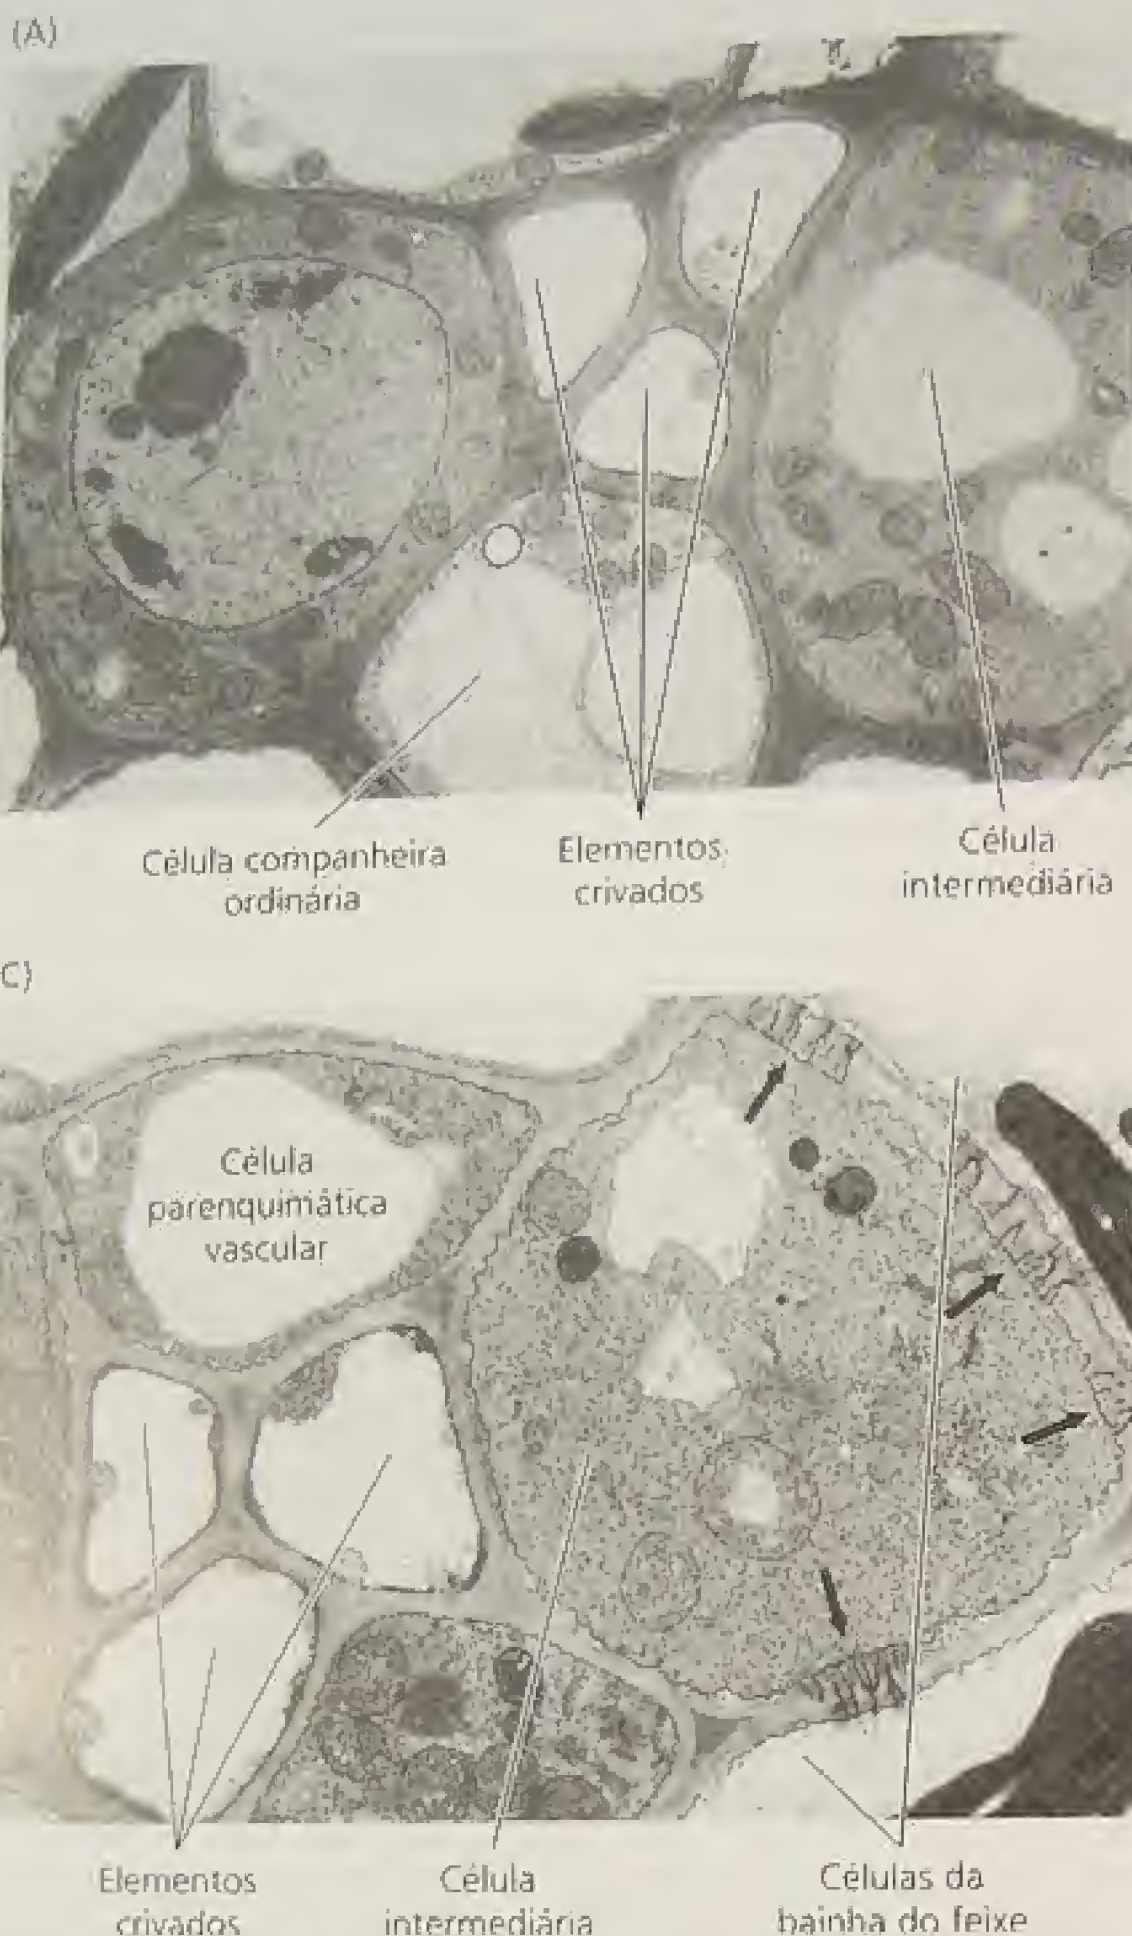 (A)
Célula companheira
ordinária
Elementos
crivados
Célula
intermediária
C)
Célula
parenquimática
vascular
Elementos
crivados
Célula
intermediária
Células da
bainha do feixe